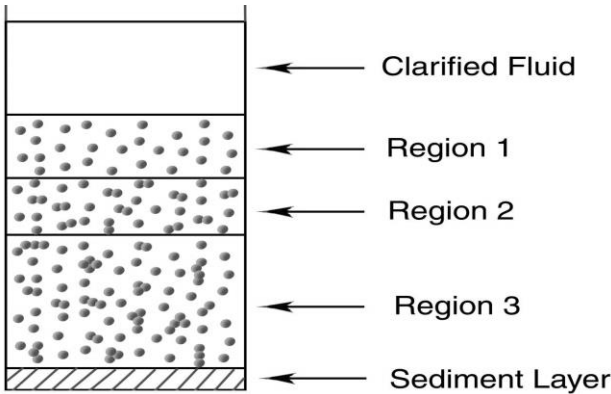 Clarified Fluid
Region 1
Region 2
Region 3
Sediment Layer